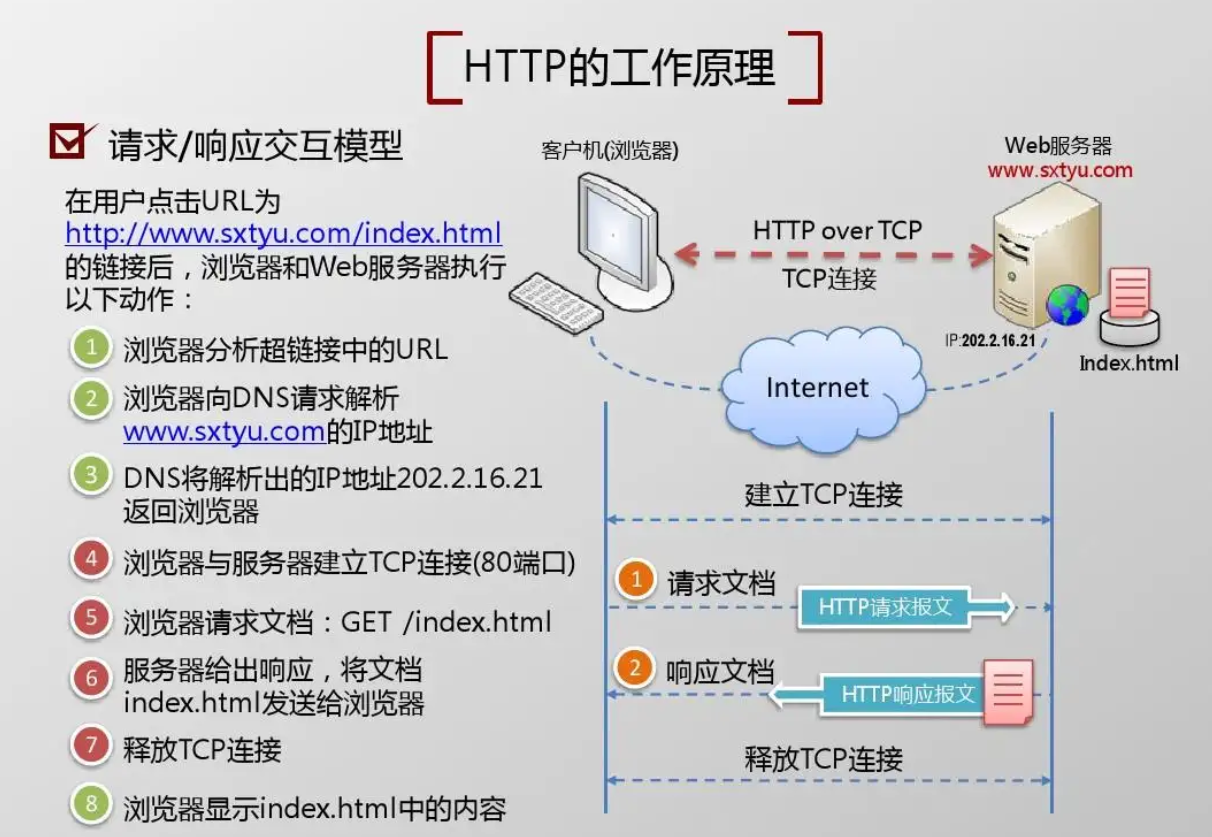 HTTP的工作原理
请求/响应交互模型
在用户点击URL为
http://www.sxtyu.com/index.html
的链接后，浏览器和Web服务器执行
以下动作：
1 浏览器分析超链接中的URL
2 浏览器向DNS请求解析
www.sxtyu.com的IP地址
3 DNS将解析出的IP地址202.2.16.21
返回浏览器
4 浏览器与服务器建立TCP连接(80端口)
5 浏览器请求文档：GET /index.html
6 服务器给出响应，将文档
index.html发送给浏览器
7 释放TCP连接
8 浏览器显示index.html中的内容
客户机(浏览器)
Web服务器
www.sxtyu.com
HTTP over TCP
TCP连接
IP:202.2.16.21
Index.html
Internet
建立TCP连接
1 请求文档
HTTP请求报文
2 响应文档
HTTP响应报文
释放TCP连接